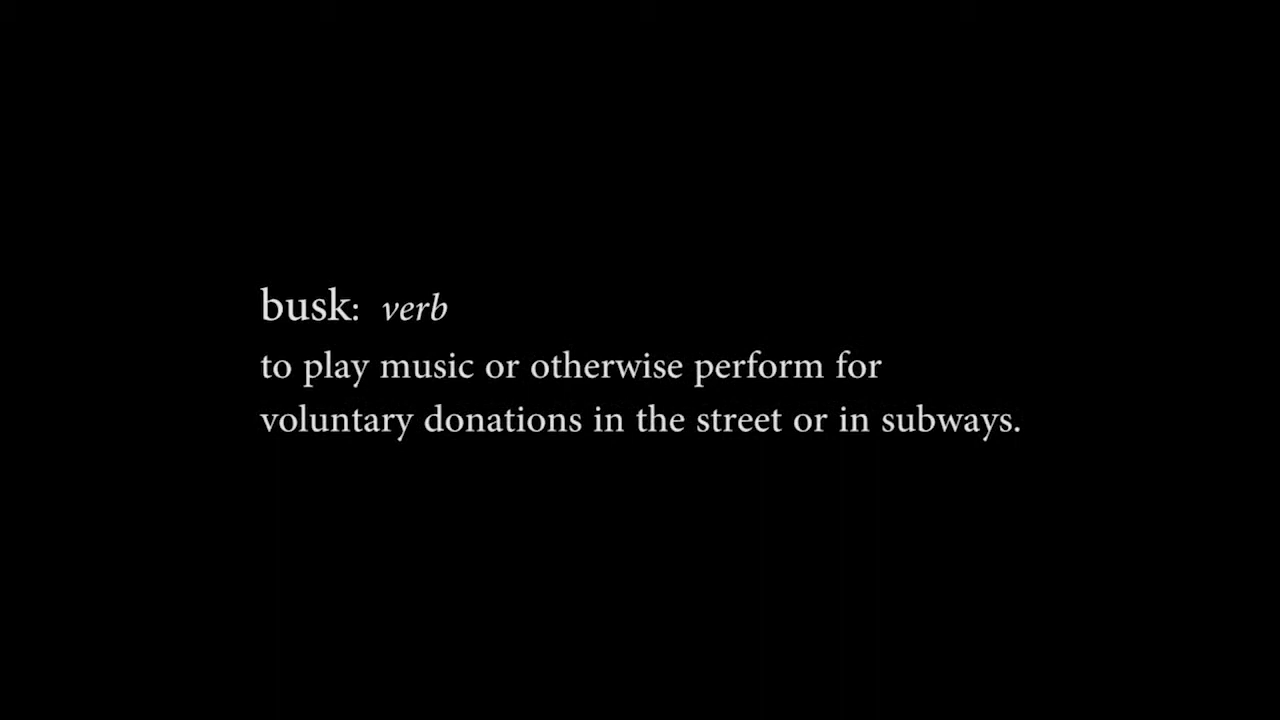 busk: verb
to play music or otherwise perform for
voluntary donations in the street or in subways.